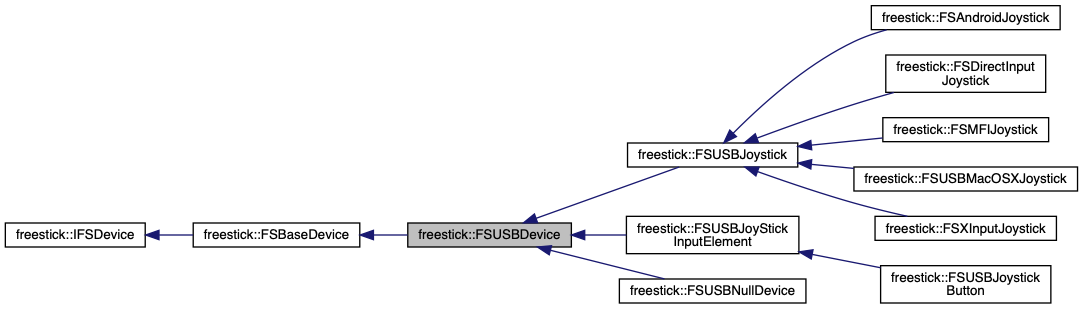 freestick::FSAndroidJoystick
freestick::FSDirectInput
Joystick
freestick::FSMFIJoystick
freestick::FSUSBJoystick
freestick::FSUSBMacOSXJoystick
freestick::FSXInputJoystick
freestick::IFSDevice
freestick::FSBaseDevice
freestick::FSUSBDevice
freestick::FSUSBJoyStick
InputElement
freestick::FSUSBJoystick
Button
freestick::FSUSBNullDevice